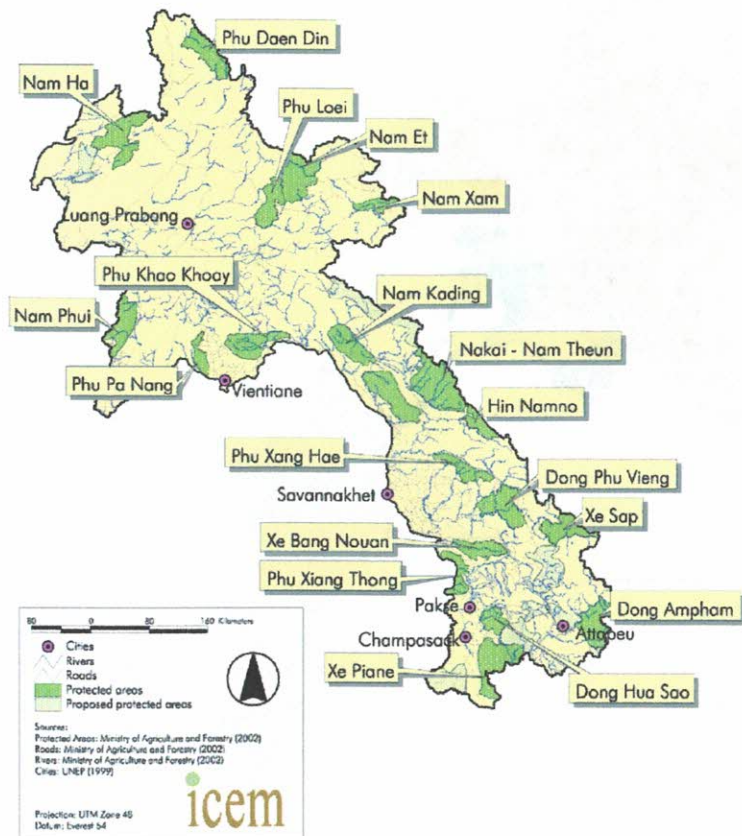 Phu Daen Din
Nam Ha
Phu Loei
Nam Et
Nam Xam
Luang Prabang
Phu Khao Khoay
Nam Kading
Nam Phui
Nakai - Nam Theun
Phu Pa Nang
Vientiane
Hin Namno
Phu Xang Hae
Dong Phu Vieng
Savannakhet
Xe Sap
Xe Bang Nouan
Phu Xiang Thong
Pakse
Dong Ampham
Champasack
Attapeu
Xe Piane
Dong Hua Sao
80 0 80 160 Kilometers
Cities
Rivers
Roads
Protected areas
Proposed protected areas
Sources:
Protected Areas: Ministry of Agriculture and Forestry (2002)
Roads: Ministry of Agriculture and Forestry (2002)
Rivers: Ministry of Agriculture and Forestry (2002)
Cities: UNEP (1999)
icem
Projection: UTM Zone 48
Datum: Everest 54